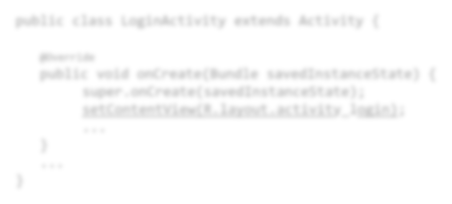 public class LoginActivity extends Activity {
@Override
public void onCreate(Bundle savedInstanceState) {
super.onCreate(savedInstanceState);
setContentView(R.layout.activity_login);
...
}
...
}